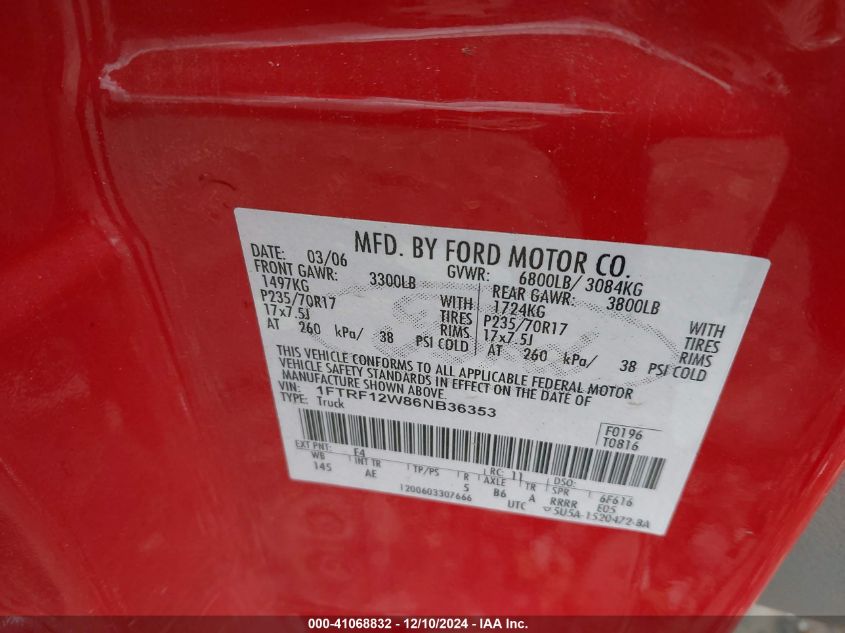 MFD. BY FORD MOTOR CO.
DATE: 03/06 GVWR: 6800LB/ 3084KG
FRONT GAWR: 3300LB REAR GAWR: 3800LB
1497KG WITH 1724KG WITH
P235/70R17 TIRES P235/70R17 TIRES
17x7.5J RIMS 17x7.5J RIMS
AT 260 kPa/ 38 PSI COLD AT 260 kPa/ 38 PSI COLD
THIS VEHICLE CONFORMS TO ALL APPLICABLE FEDERAL MOTOR
VEHICLE SAFETY STANDARDS IN EFFECT ON THE DATE OF
MANUFACTURE SHOWN ABOVE.
VIN: 1FTRF12W86NB36353
TYPE: Truck
F0196
T0816
EXT PNT: E4 RC: 11 DSO:
WB INT TR TP/PS R AXLE TR SPR 6F616
145 AE 5 B6 A RRRR E05
1200603307666 UTC 5U5A-1520472-BA
000-41068832 - 12/10/2024 - IAA Inc.